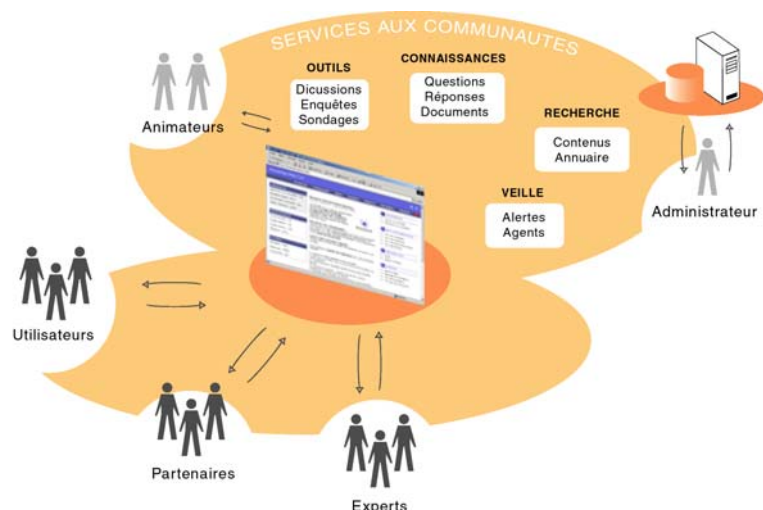 SERVICES AUX COMMUNAUTES
OUTILS
Dicussions
Enquêtes
Sondages
CONNAISSANCES
Questions
Réponses
Documents
RECHERCHE
Contenus
Annuaire
VEILLE
Alertes
Agents
Animateurs
Administrateur
Utilisateurs
Partenaires
Experts